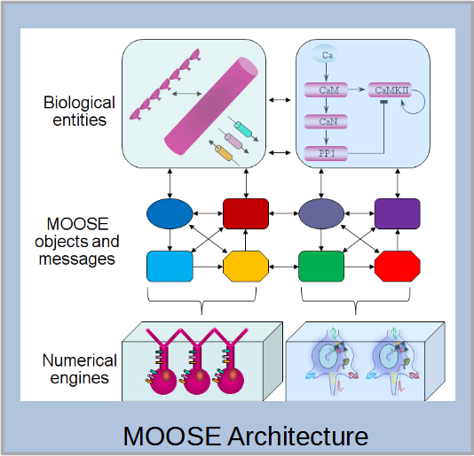 Biological
entities
Ca
CaM
CaMKII
CaN
PP1
MOOSE
objects and
messages
Numerical
engines
MOOSE Architecture